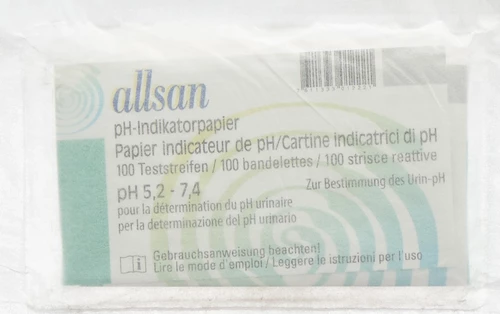 allsan
pH-Indikatorpapier
Papier indicateur de pH/Cartine indicatrici di pH
100 Teststreifen / 100 bandelettes / 100 strisce reattive
pH 5,2 - 7,4
Zur Bestimmung des Urin-pH
pour la détermination du pH urinaire
per la determinazione del pH urinario
Gebrauchsanweisung beachten!
Lire le mode d'emploi / Leggere le istruzioni per l'uso